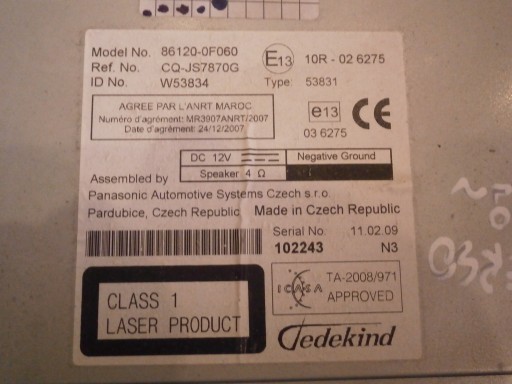 Model No. 86120-0F060 E13 10R - 02 6275
Ref. No. CQ-JS7870G
ID No. W53834 Type: 53831
AGREE PAR L'ANRT MAROC
Numéro d'agrément: MR3907ANRT/2007
Date d'agrément: 24/12/2007
e13 CE
03 6275
DC 12V Negative Ground
Speaker 4 Ω
Assembled by
Panasonic Automotive Systems Czech s.r.o.
Pardubice, Czech Republic Made in Czech Republic
Serial No. 11.02.09
102243 N3
ICASA TA-2008/971
APPROVED
CLASS 1
LASER PRODUCT
Tedekind